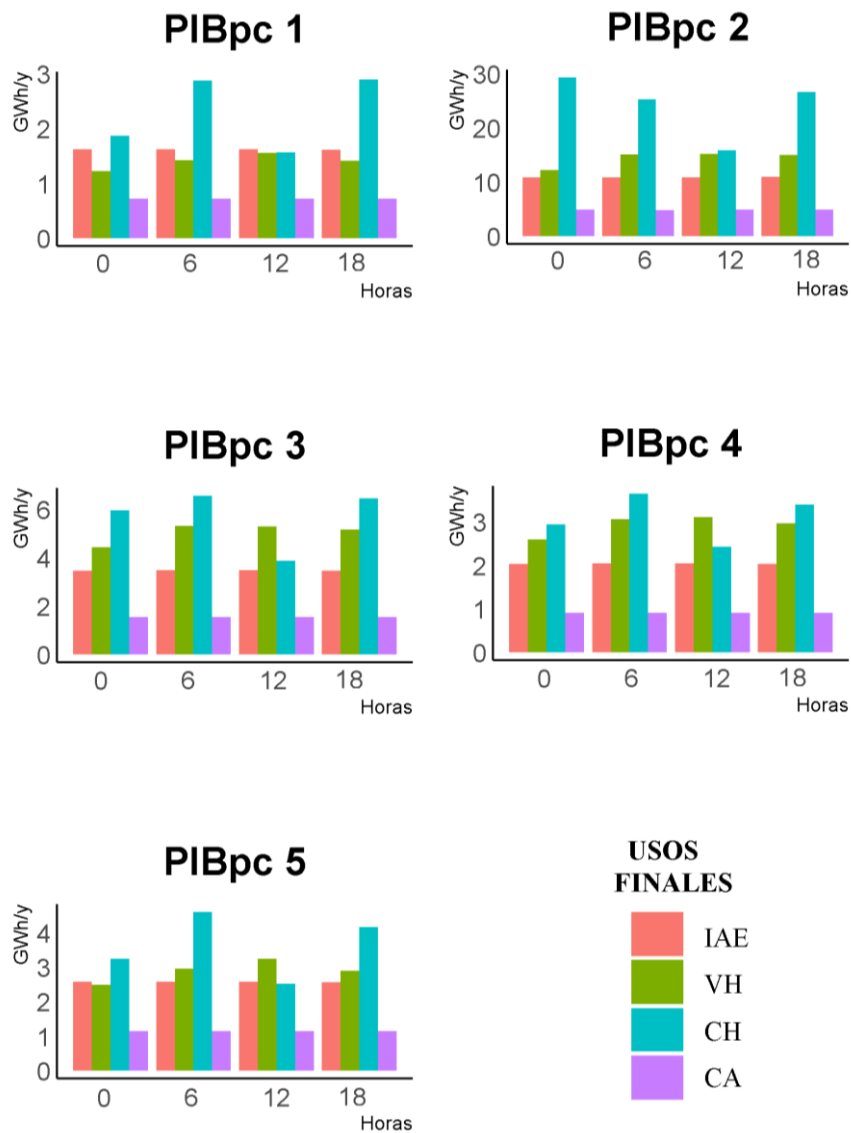 PIBpc 1
GWh/y
3
2
1
0
0 6 12 18
Horas
PIBpc 2
GWh/y
30
20
10
0
0 6 12 18
Horas
PIBpc 3
GWh/y
6
4
2
0
0 6 12 18
Horas
PIBpc 4
GWh/y
3
2
1
0
0 6 12 18
Horas
PIBpc 5
GWh/y
4
3
2
1
0
0 6 12 18
Horas
USOS
FINALES
IAE
VH
CH
CA